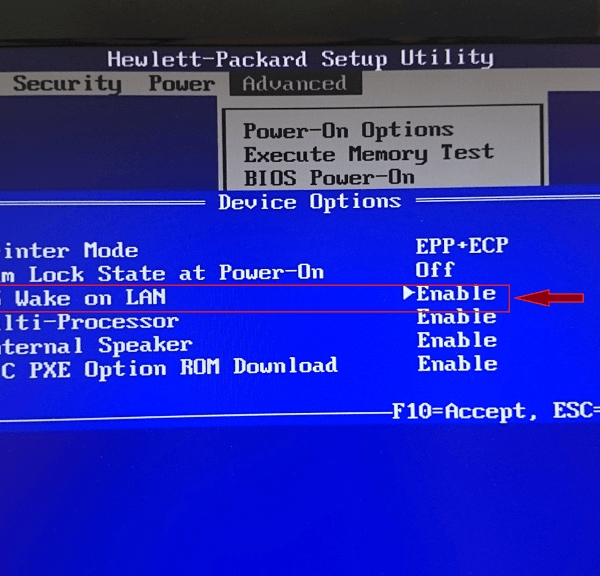 Hewlett-Packard Setup Utility
Security Power Advanced
Power-On Options
Execute Memory Test
BIOS Power-On
Device Options
inter Mode EPP+ECP
m Lock State at Power-On Off
Wake on LAN ▶Enable
lti-Processor Enable
ternal Speaker Enable
C PXE Option ROM Download Enable
F10=Accept, ESC=